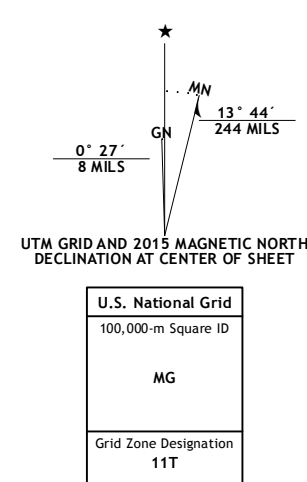 ★
MN
GN
13° 44´
244 MILS
0° 27´
8 MILS
UTM GRID AND 2015 MAGNETIC NORTH
DECLINATION AT CENTER OF SHEET
U.S. National Grid
100,000-m Square ID
MG
Grid Zone Designation
11T